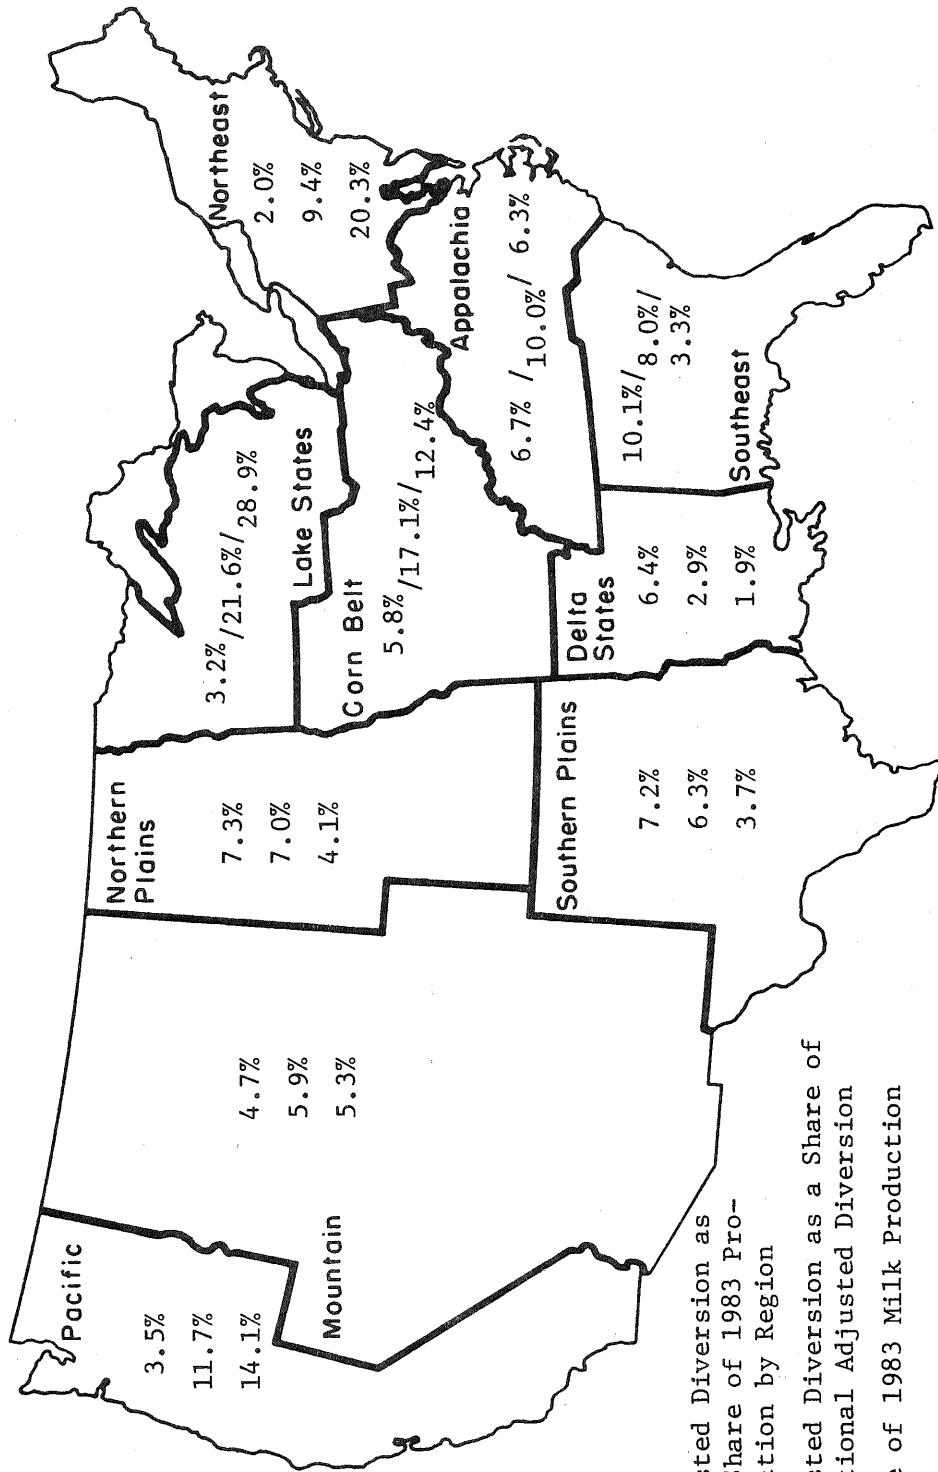 Pacific
3.5%
11.7%
14.1%
Mountain
4.7%
5.9%
5.3%
Northern
Plains
7.3%
7.0%
4.1%
3.2%/21.6%/28.9%
Lake States
Corn Belt
5.8%/17.1%/12.4%
Northeast
2.0%
9.4%
20.3%
Appalachia
6.7% /10.0%/ 6.3%
10.1%/8.0%/
3.3%
Southeast
Delta
States
6.4%
2.9%
1.9%
Southern Plains
7.2%
6.3%
3.7%
Diversion as
Share of 1983 Pro-
by Region
Diversion as a Share of
Adjusted Diversion
of 1983 Milk Production